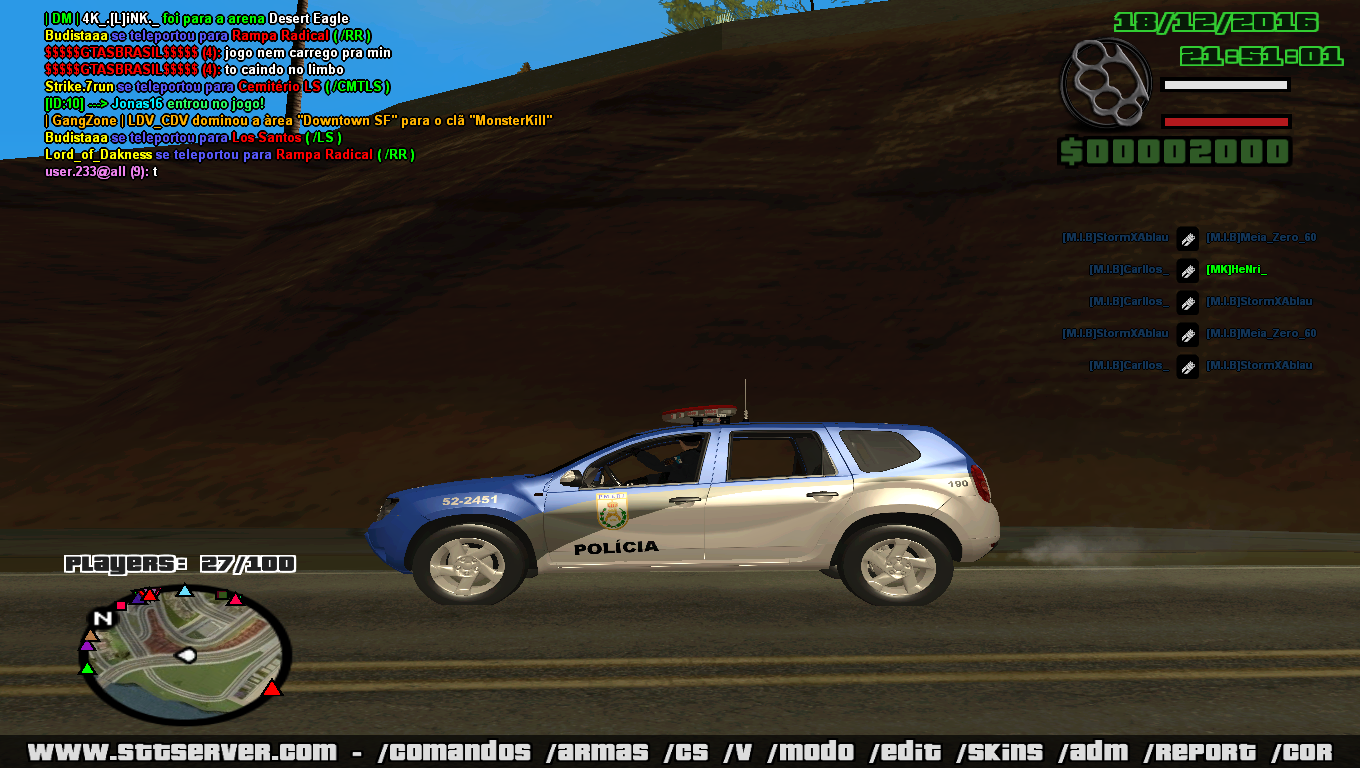 | DM | 4K_.[L]iNK._ foi para a arena Desert Eagle
Budistaaa se teleportou para Rampa Radical ( /RR )
$$$$$GTASBRASIL$$$$$ (4): jogo nem carrego pra min
$$$$$GTASBRASIL$$$$$ (4): to caindo no limbo
Strike.7run se teleportou para Cemitério LS ( /CMTLS )
[ID:10] ---> Jonas16 entrou no jogo!
| GangZone | LDV_CDV dominou a àrea "Downtown SF" para o clã "MonsterKill"
Budistaaa se teleportou para Los Santos ( /LS )
Lord_of_Dakness se teleportou para Rampa Radical ( /RR )
user.233@all (9): t
18/12/2016
21:51:01
$00002000
[M.I.B]StormXAblau [M.I.B]Meia_Zero_60
[M.I.B]Carllos_ [MK]HeNri_
[M.I.B]Carllos_ [M.I.B]StormXAblau
[M.I.B]StormXAblau [M.I.B]Meia_Zero_60
[M.I.B]Carllos_ [M.I.B]StormXAblau
52-2451
190
POLÍCIA
Players: 27/100
N
www.sttserver.com - /comandos /armas /cs /v /modo /edit /skins /adm /report /cor